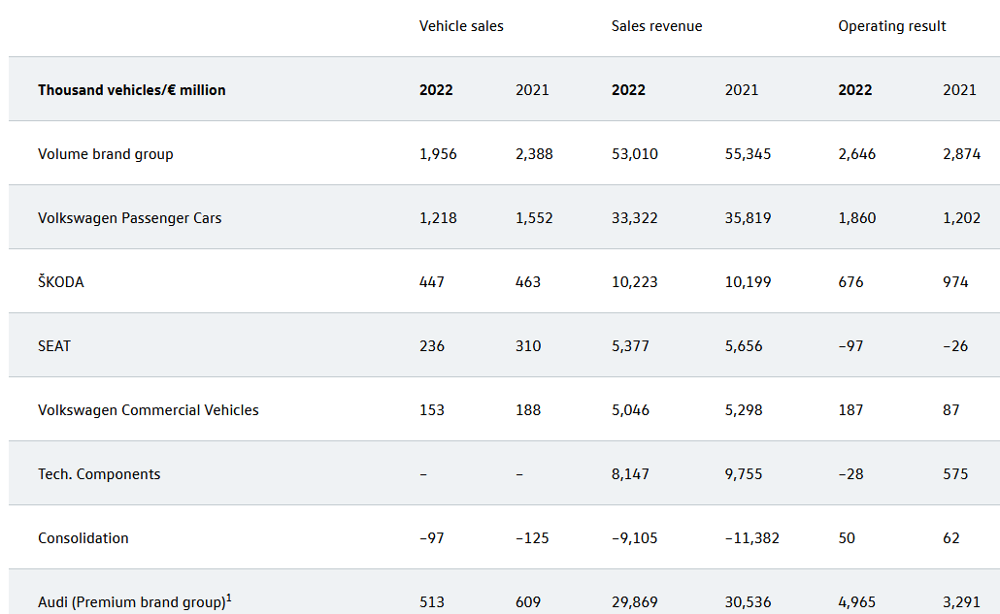 Vehicle sales Sales revenue Operating result
Thousand vehicles/€ million 2022 2021 2022 2021 2022 2021
Volume brand group 1,956 2,388 53,010 55,345 2,646 2,874
Volkswagen Passenger Cars 1,218 1,552 33,322 35,819 1,860 1,202
ŠKODA 447 463 10,223 10,199 676 974
SEAT 236 310 5,377 5,656 −97 −26
Volkswagen Commercial Vehicles 153 188 5,046 5,298 187 87
Tech. Components – – 8,147 9,755 −28 575
Consolidation −97 −125 −9,105 −11,382 50 62
Audi (Premium brand group)¹ 513 609 29,869 30,536 4,965 3,291